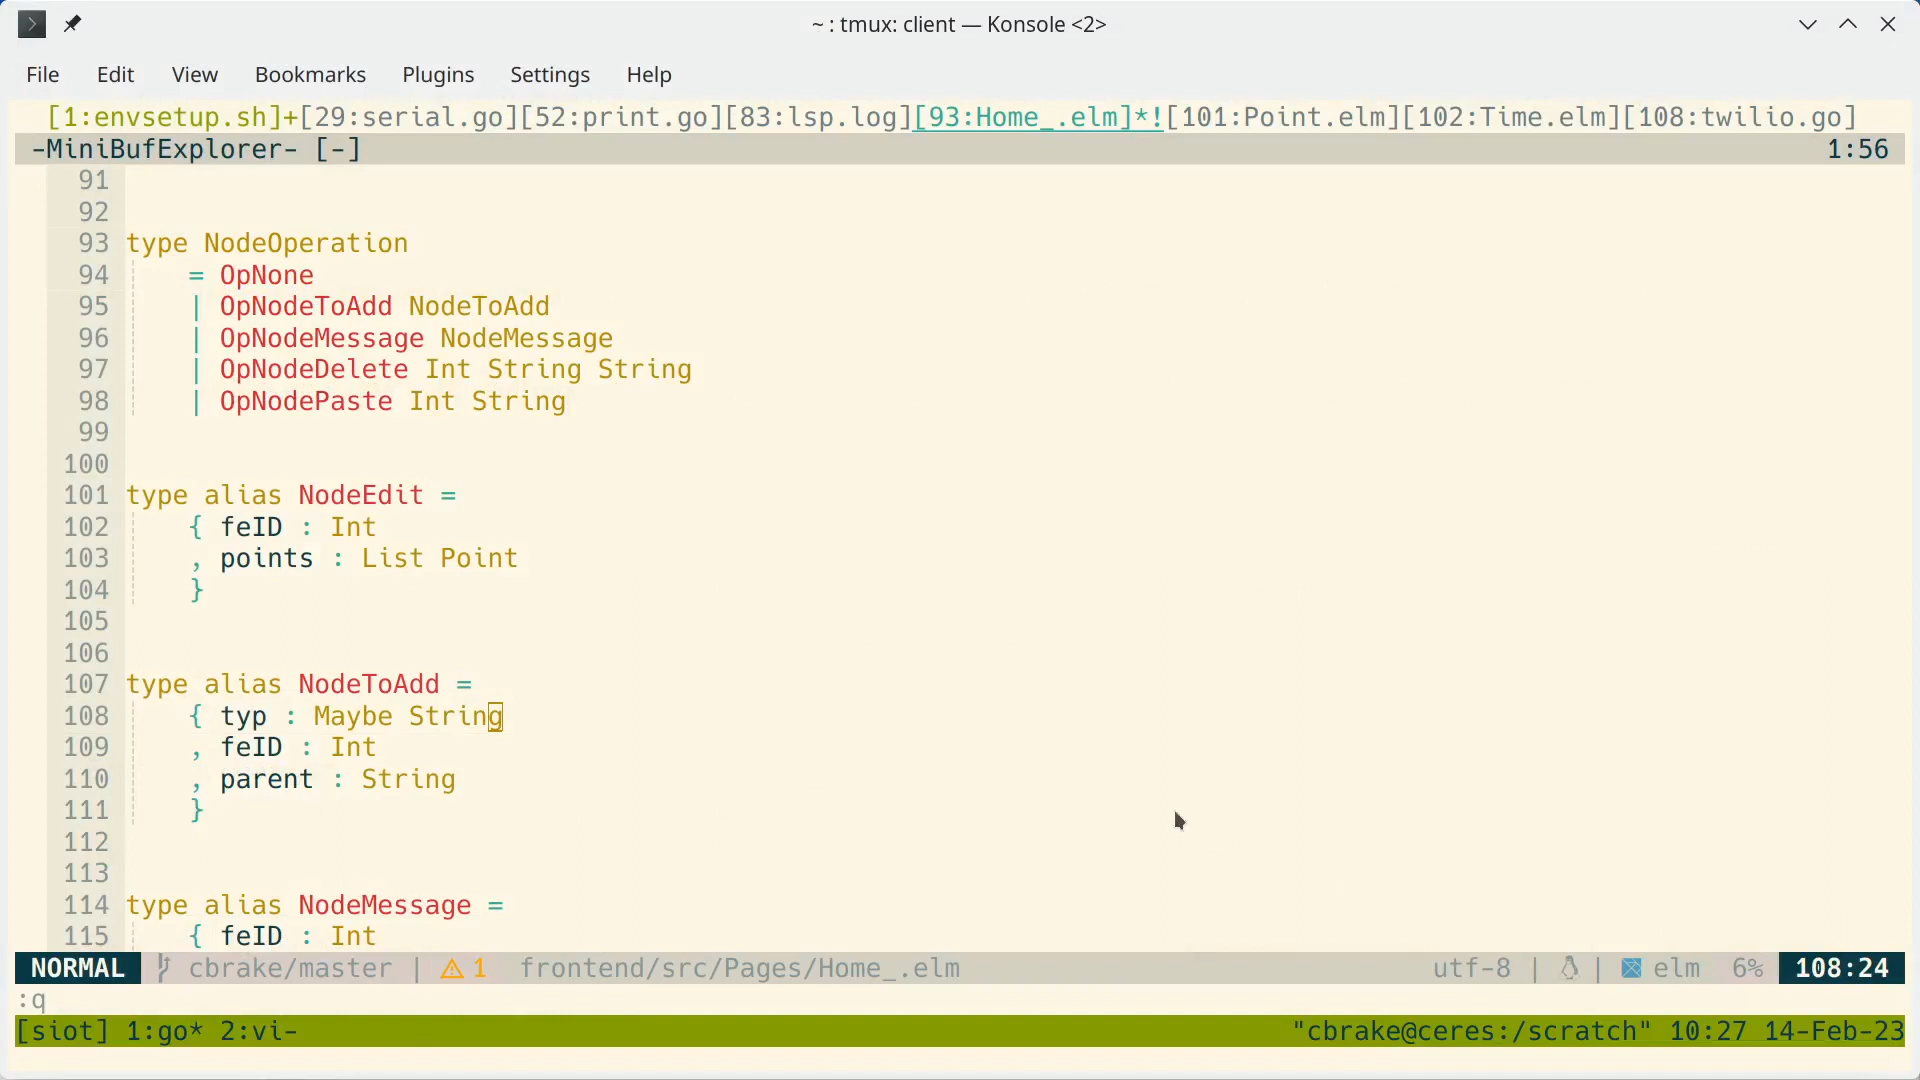 ~ : tmux: client — Konsole <2>
File Edit View Bookmarks Plugins Settings Help
[1:envsetup.sh]+[29:serial.go][52:print.go][83:lsp.log][93:Home_.elm]*![101:Point.elm][102:Time.elm][108:twilio.go]
-MiniBufExplorer- [-] 1:56
91
92
93 type NodeOperation
94     = OpNone
95     | OpNodeToAdd NodeToAdd
96     | OpNodeMessage NodeMessage
97     | OpNodeDelete Int String String
98     | OpNodePaste Int String
99
100
101 type alias NodeEdit =
102     { feID : Int
103     , points : List Point
104     }
105
106
107 type alias NodeToAdd =
108     { typ : Maybe String
109     , feID : Int
110     , parent : String
111     }
112
113
114 type alias NodeMessage =
115     { feID : Int
NORMAL cbrake/master | 1 frontend/src/Pages/Home_.elm utf-8 | | elm 6% 108:24
:q
[siot] 1:go* 2:vi- "cbrake@ceres:/scratch" 10:27 14-Feb-23